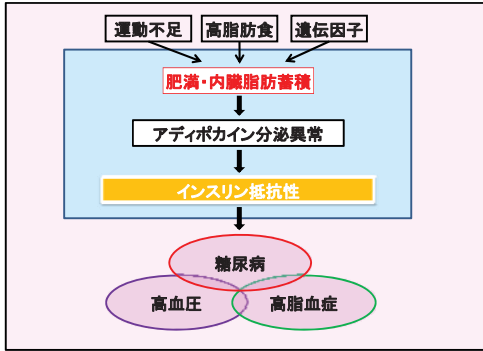 運動不足 高脂肪食 遺伝因子
肥満・内臓脂肪蓄積
アディポカイン分泌異常
インスリン抵抗性
糖尿病
高血圧 高脂血症